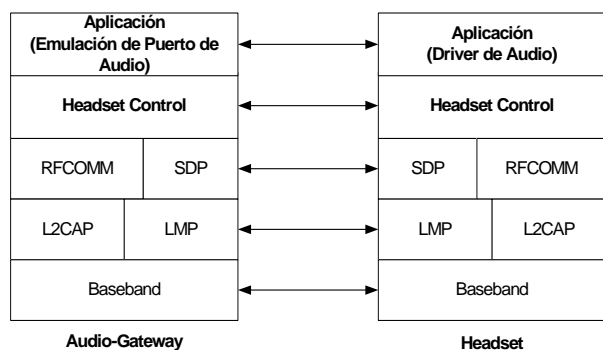 Aplicación
(Emulación de Puerto de
Audio)
Aplicación
(Driver de Audio)
Headset Control
Headset Control
RFCOMM
SDP
SDP
RFCOMM
L2CAP
LMP
LMP
L2CAP
Baseband
Baseband
Audio-Gateway
Headset